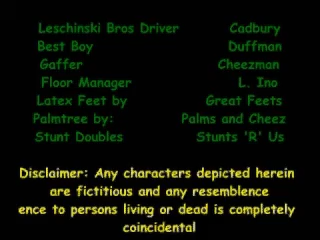 Leschinski Bros Driver Cadbury
Best Boy Duffman
Gaffer Cheezman
Floor Manager L. Ino
Latex Feet by Great Feets
Palmtree by: Palms and Cheez
Stunt Doubles Stunts 'R' Us
Disclaimer: Any characters depicted herein
are fictitious and any resemblence
ence to persons living or dead is completely
coincidental